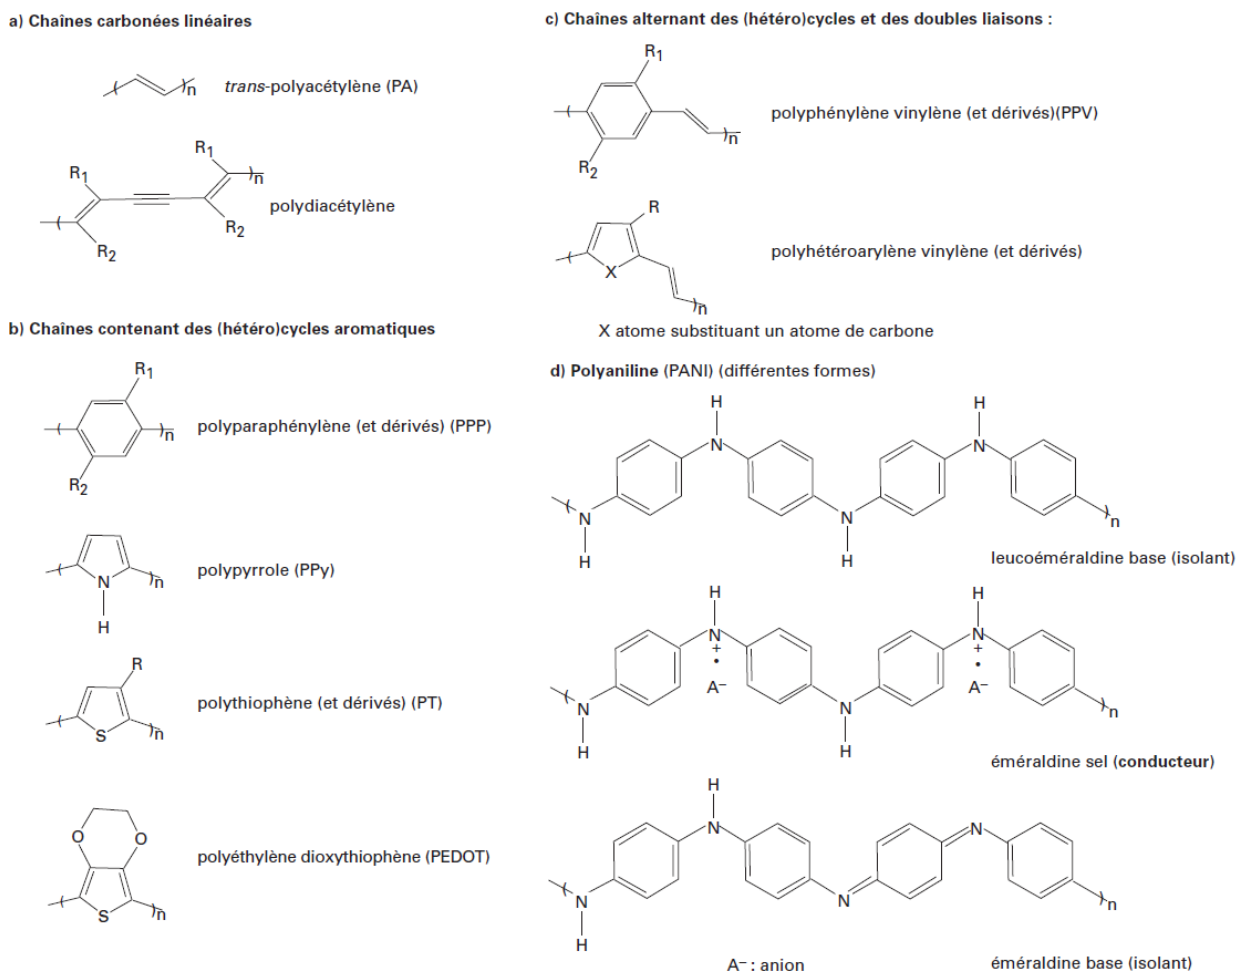 a) Chaînes carbonées linéaires
n
trans-polyacétylène (PA)
R1
R1
n
R2
R2
polydiacétylène
b) Chaînes contenant des (hétéro)cycles aromatiques
R1
n
R2
polyparaphénylène (et dérivés) (PPP)
N
H
n
polypyrrole (PPy)
R
S
n
polythiophène (et dérivés) (PT)
O
O
S
n
polyéthylène dioxythiophène (PEDOT)
c) Chaînes alternant des (hétéro)cycles et des doubles liaisons :
R1
n
R2
polyphénylène vinylène (et dérivés)(PPV)
R
X
n
polyhétéroarylène vinylène (et dérivés)
X atome substituant un atome de carbone
d) Polyaniline (PANI) (différentes formes)
H
H
N
N
N
N
n
H
H
leucoéméraldine base (isolant)
H
H
N
N
+
+
•
•
A–
A–
N
N
n
H
H
éméraldine sel (conducteur)
H
N
N
N
N
n
H
éméraldine base (isolant)
A– : anion